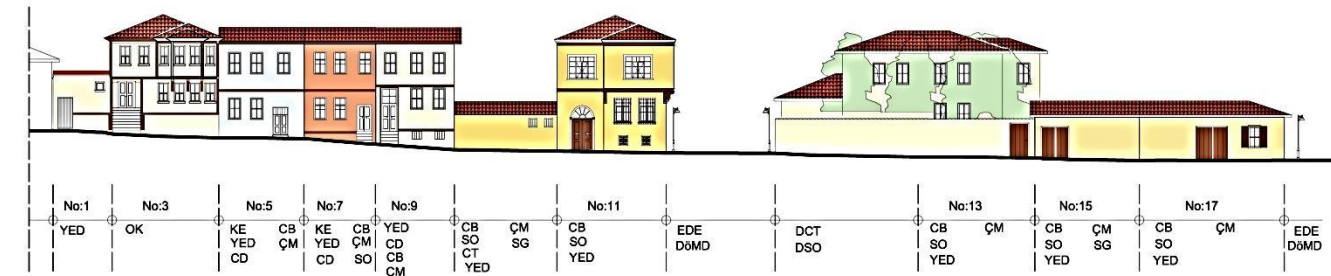 No:1
YED
No:3
OK
No:5
KE CB
YED ÇM
CD
No:7
KE CB
YED ÇM
CD SO
No:9
YED
CD
CB
CM
CB ÇM
SO SG
CT
YED
No:11
CB
SO
YED
EDE
DöMD
DCT
DSO
No:13
CB ÇM
SO
YED
No:15
CB ÇM
SO SG
YED
No:17
CB ÇM
SO
YED
EDE
DöMD